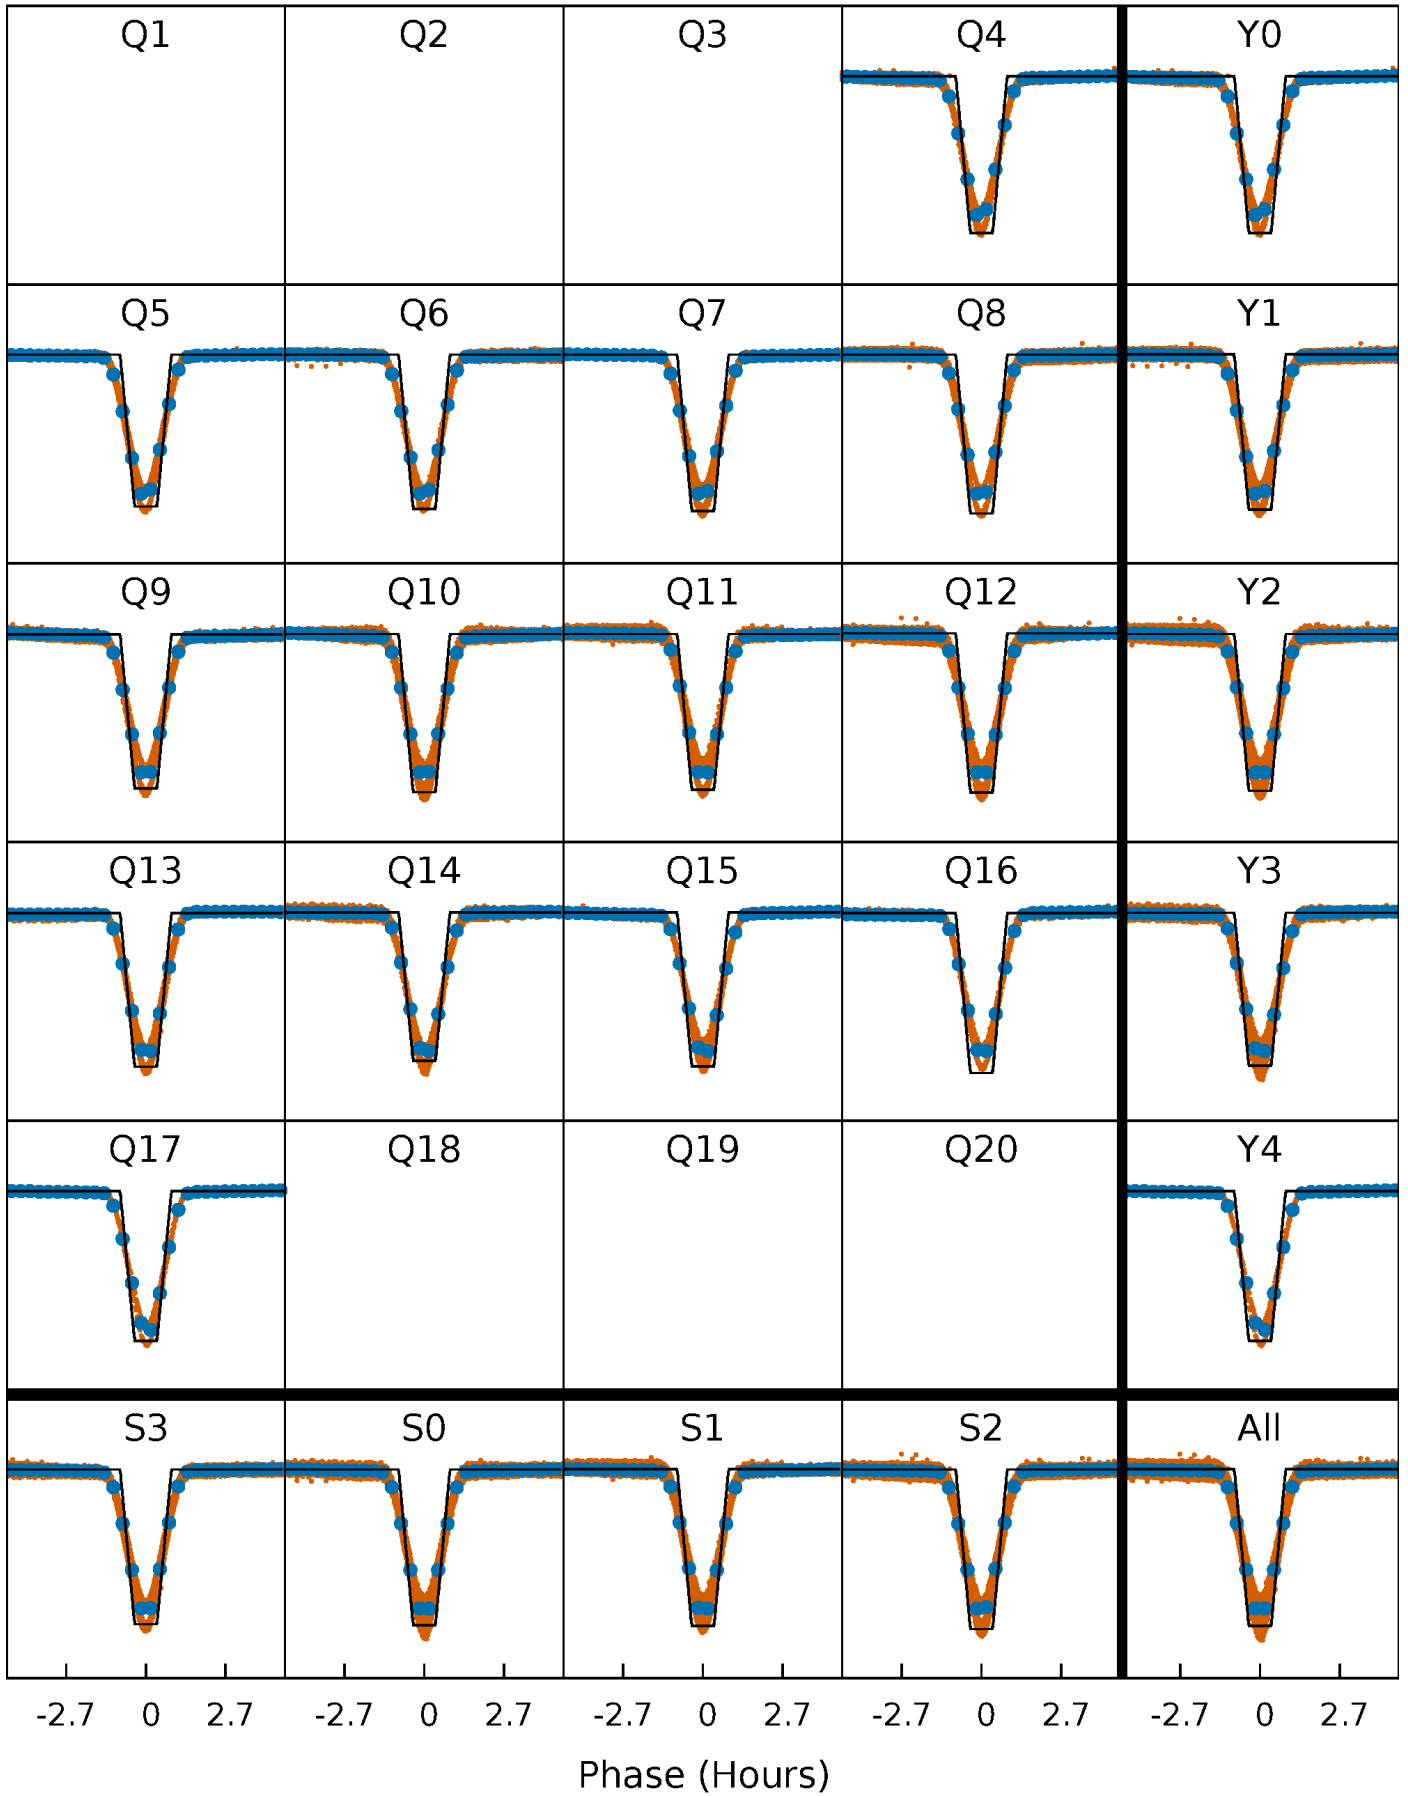 Q1 Q2 Q3 Q4 Y0
Q5 Q6 Q7 Q8 Y1
Q9 Q10 Q11 Q12 Y2
Q13 Q14 Q15 Q16 Y3
Q17 Q18 Q19 Q20 Y4
S3 S0 S1 S2 All
-2.7 0 2.7 -2.7 0 2.7 -2.7 0 2.7 -2.7 0 2.7 -2.7 0 2.7
Phase (Hours)